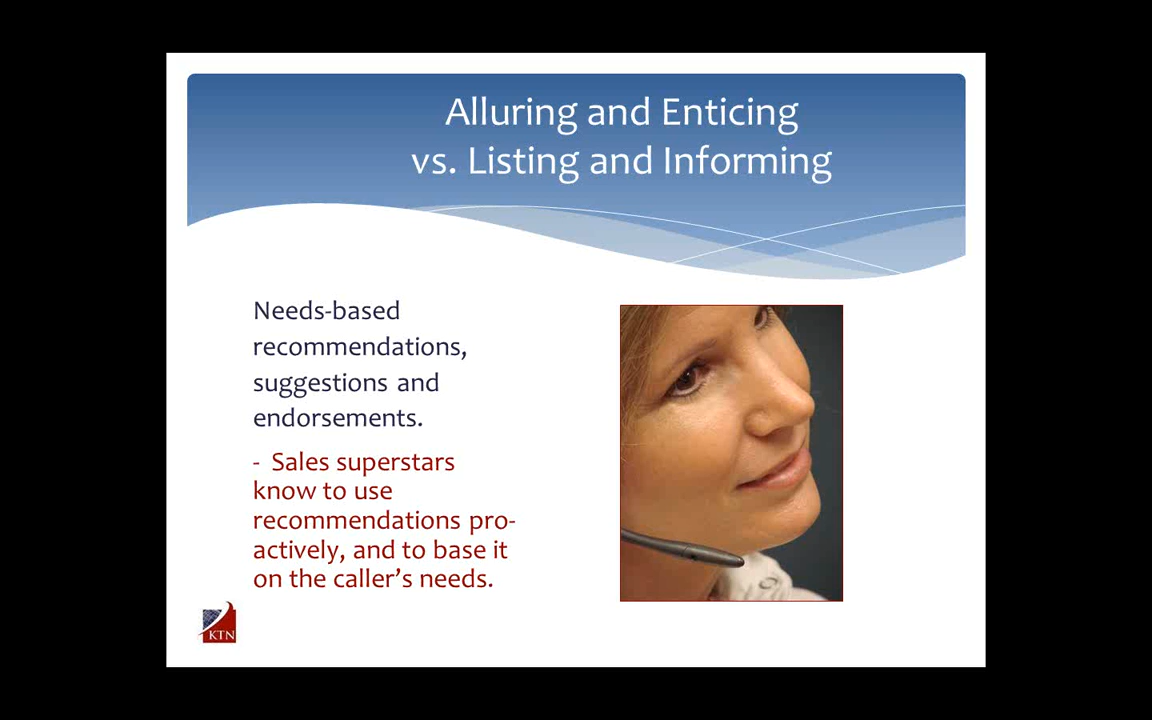 Alluring and Enticing
vs. Listing and Informing
Needs-based
recommendations,
suggestions and
endorsements.
- Sales superstars
know to use
recommendations pro-
actively, and to base it
on the caller’s needs.
KTN